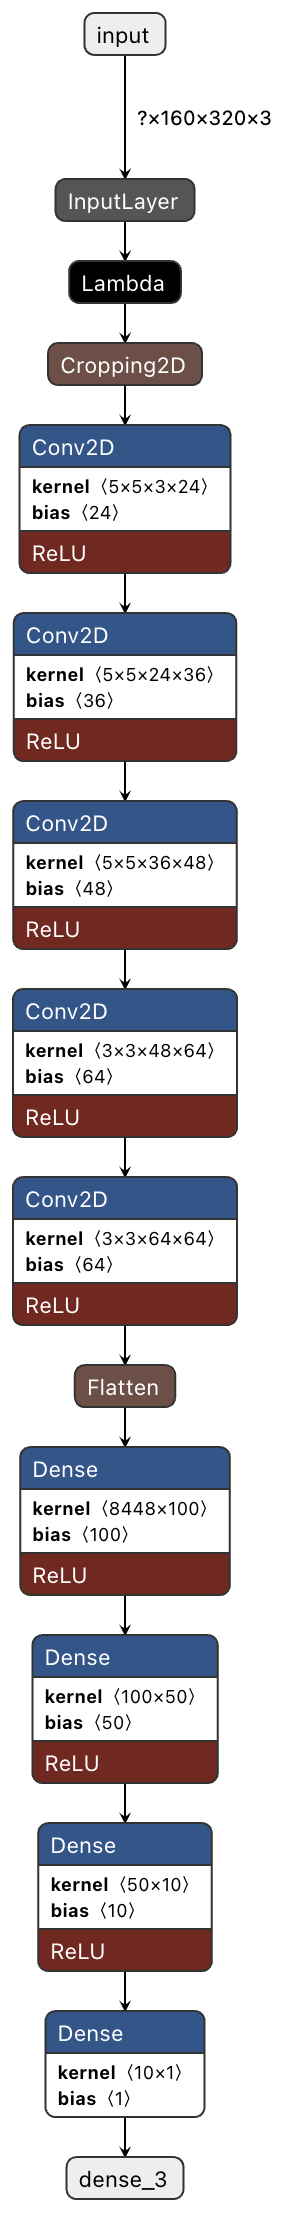 input
?×160×320×3
InputLayer
Lambda
Cropping2D
Conv2D
kernel ⟨5×5×3×24⟩
bias ⟨24⟩
ReLU
Conv2D
kernel ⟨5×5×24×36⟩
bias ⟨36⟩
ReLU
Conv2D
kernel ⟨5×5×36×48⟩
bias ⟨48⟩
ReLU
Conv2D
kernel ⟨3×3×48×64⟩
bias ⟨64⟩
ReLU
Conv2D
kernel ⟨3×3×64×64⟩
bias ⟨64⟩
ReLU
Flatten
Dense
kernel ⟨8448×100⟩
bias ⟨100⟩
ReLU
Dense
kernel ⟨100×50⟩
bias ⟨50⟩
ReLU
Dense
kernel ⟨50×10⟩
bias ⟨10⟩
ReLU
Dense
kernel ⟨10×1⟩
bias ⟨1⟩
dense_3